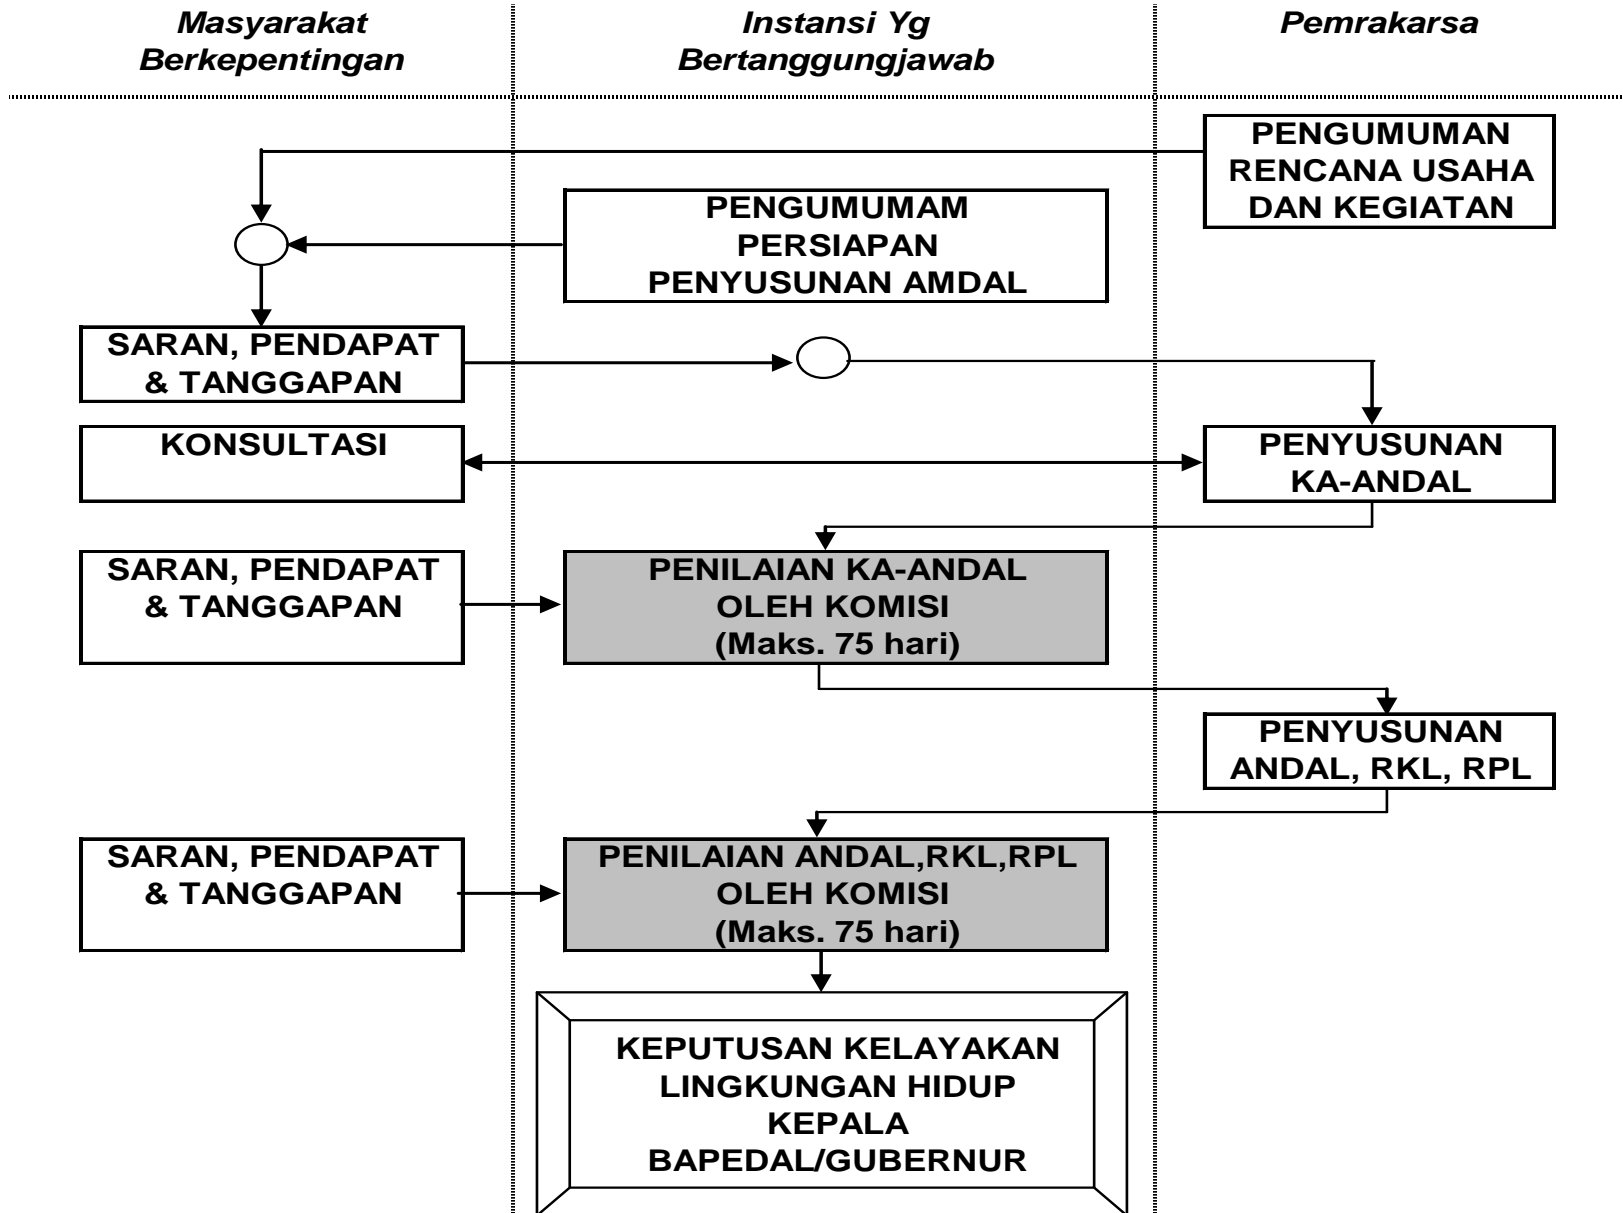 Masyarakat
Berkepentingan
Instansi Yg
Bertanggungjawab
Pemrakarsa
PENGUMUMAN
RENCANA USAHA
DAN KEGIATAN
PENGUMUMAM
PERSIAPAN
PENYUSUNAN AMDAL
SARAN, PENDAPAT
& TANGGAPAN
KONSULTASI
PENYUSUNAN
KA-ANDAL
SARAN, PENDAPAT
& TANGGAPAN
PENILAIAN KA-ANDAL
OLEH KOMISI
(Maks. 75 hari)
PENYUSUNAN
ANDAL, RKL, RPL
SARAN, PENDAPAT
& TANGGAPAN
PENILAIAN ANDAL,RKL,RPL
OLEH KOMISI
(Maks. 75 hari)
KEPUTUSAN KELAYAKAN
LINGKUNGAN HIDUP
KEPALA
BAPEDAL/GUBERNUR